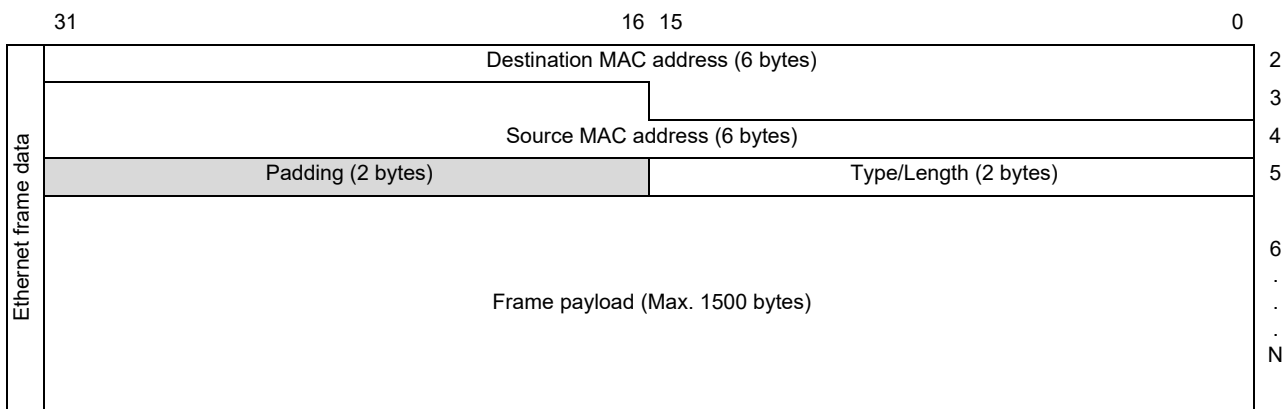 31 16 15 0
Destination MAC address (6 bytes) 2
3
Source MAC address (6 bytes) 4
Padding (2 bytes) Type/Length (2 bytes) 5
Ethernet frame data
6
.
Frame payload (Max. 1500 bytes) .
.
N